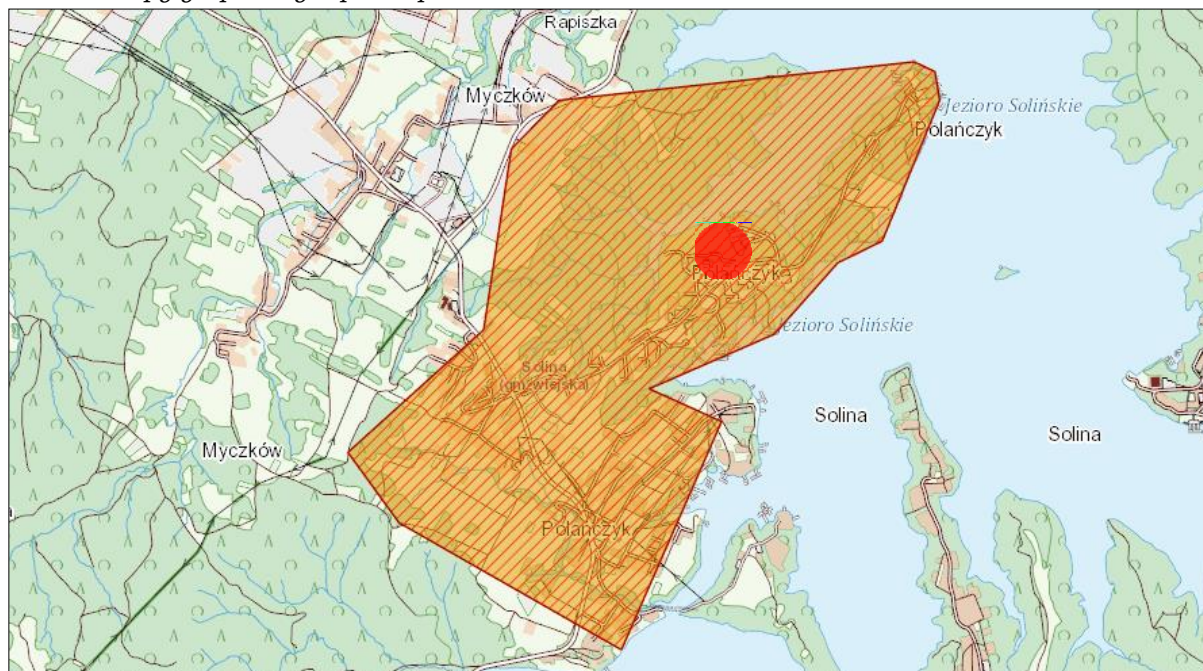 Rapiszka
Myczków
Jezioro Solińskie
Polańczyk
Polańczyk
Jezioro Solińskie
Solina
(gm. wiejska)
Solina
Solina
Myczków
Polańczyk